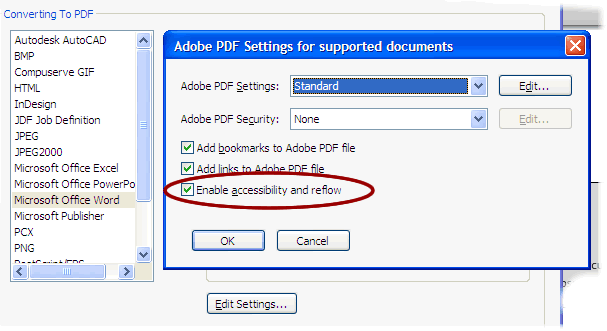 Converting To PDF
Autodesk AutoCAD
BMP
Compuserve GIF
HTML
InDesign
JDF Job Definition
JPEG
JPEG2000
Microsoft Office Excel
Microsoft Office PowerPo
Microsoft Office Word
Microsoft Publisher
PCX
PNG
PostScript/EPS
Edit Settings...
Adobe PDF Settings for supported documents
Adobe PDF Settings: Standard Edit...
Adobe PDF Security: None Edit...
Add bookmarks to Adobe PDF file
Add links to Adobe PDF file
Enable accessibility and reflow
OK Cancel